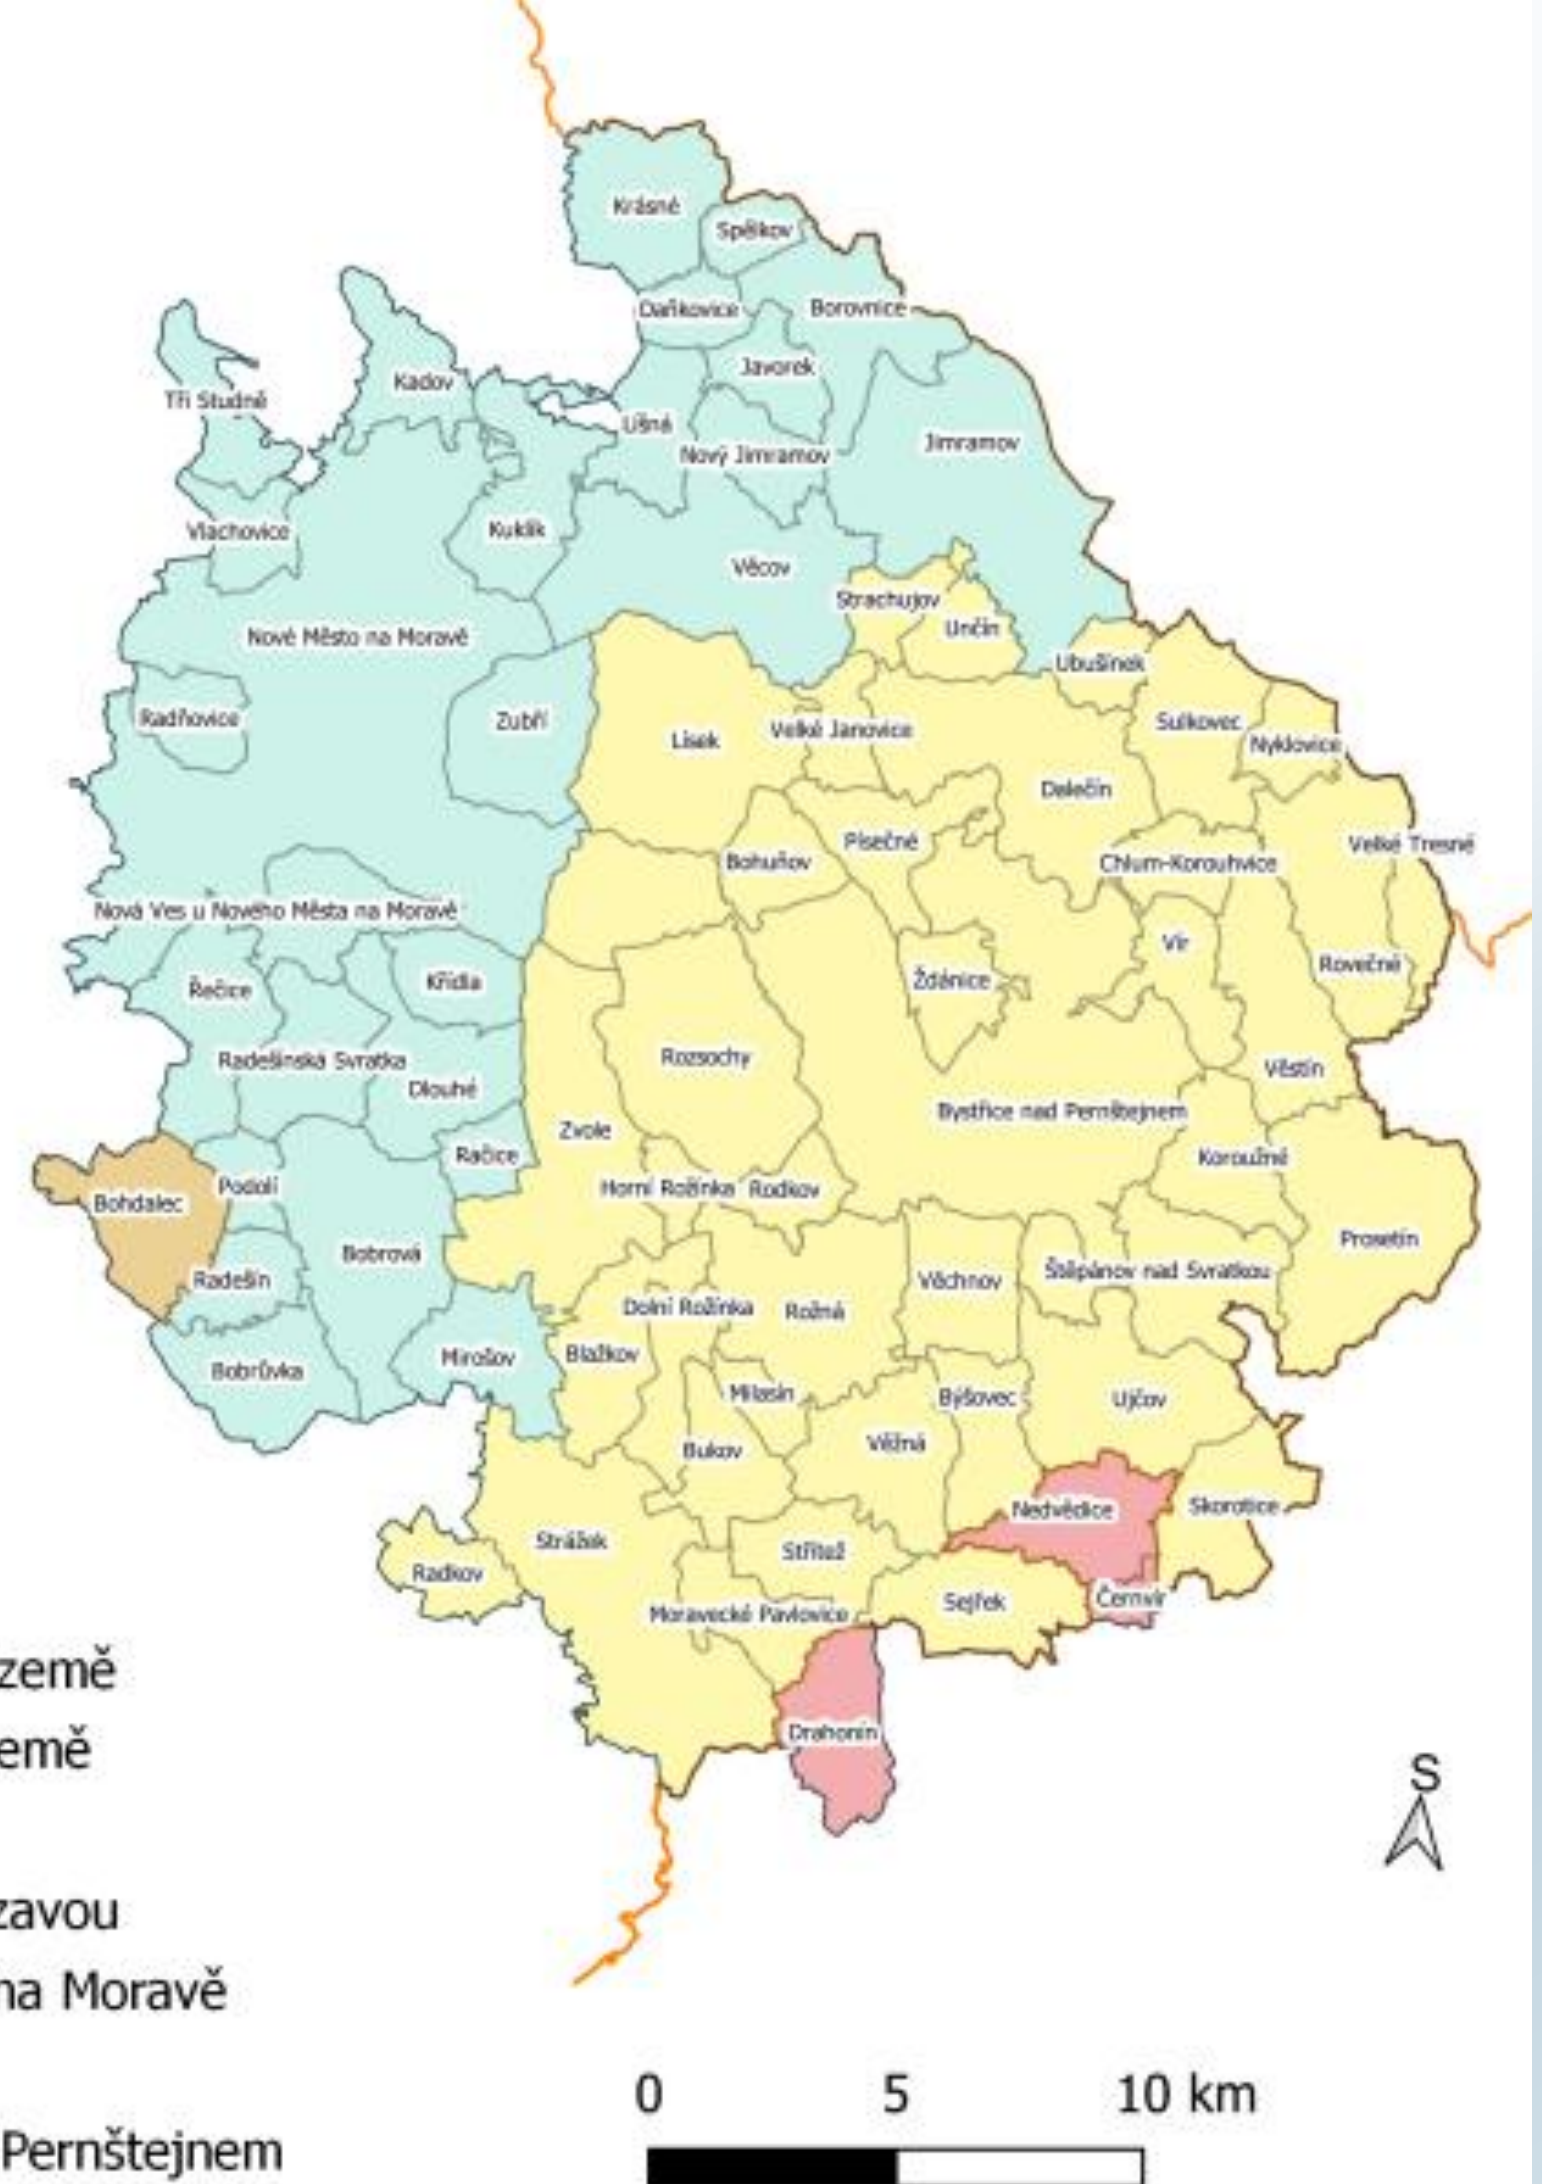 Krásné
Spělkov
Daňkovice
Borovnice
Javorek
Kadov
Tři Studně
Líšná
Jimramov
Nový Jimramov
Vlachovice
Kuklík
Věcov
Strachujov
Unčín
Nové Město na Moravě
Ubušínek
Radňovice
Zubří
Sulkovec
Velké Janovice
Lísek
Nyklovice
Dalečín
Písečné
Velké Tresné
Bohuňov
Chlum-Korouhvice
Nová Ves u Nového Města na Moravě
Vír
Rovečné
Křídla
Ždánice
Řečice
Rozsochy
Radešínská Svratka
Věstín
Dlouhé
Bystřice nad Pernštejnem
Zvole
Račice
Koroužné
Podolí
Horní Rožínka
Rodkov
Bohdalec
Prosetín
Bobrová
Štěpánov nad Svratkou
Radešín
Věchnov
Dolní Rožínka
Rožná
Blažkov
Mirošov
Bobrůvka
Milasín
Býšovec
Ujčov
Věžná
Bukov
Skorotice
Nedvědice
Strážek
Střítež
Radkov
Černvír
Sejřek
Moravecké Pavlovice
země
Drahonín
emě
S
zavou
na Moravě
0 5 10 km
Pernštejnem